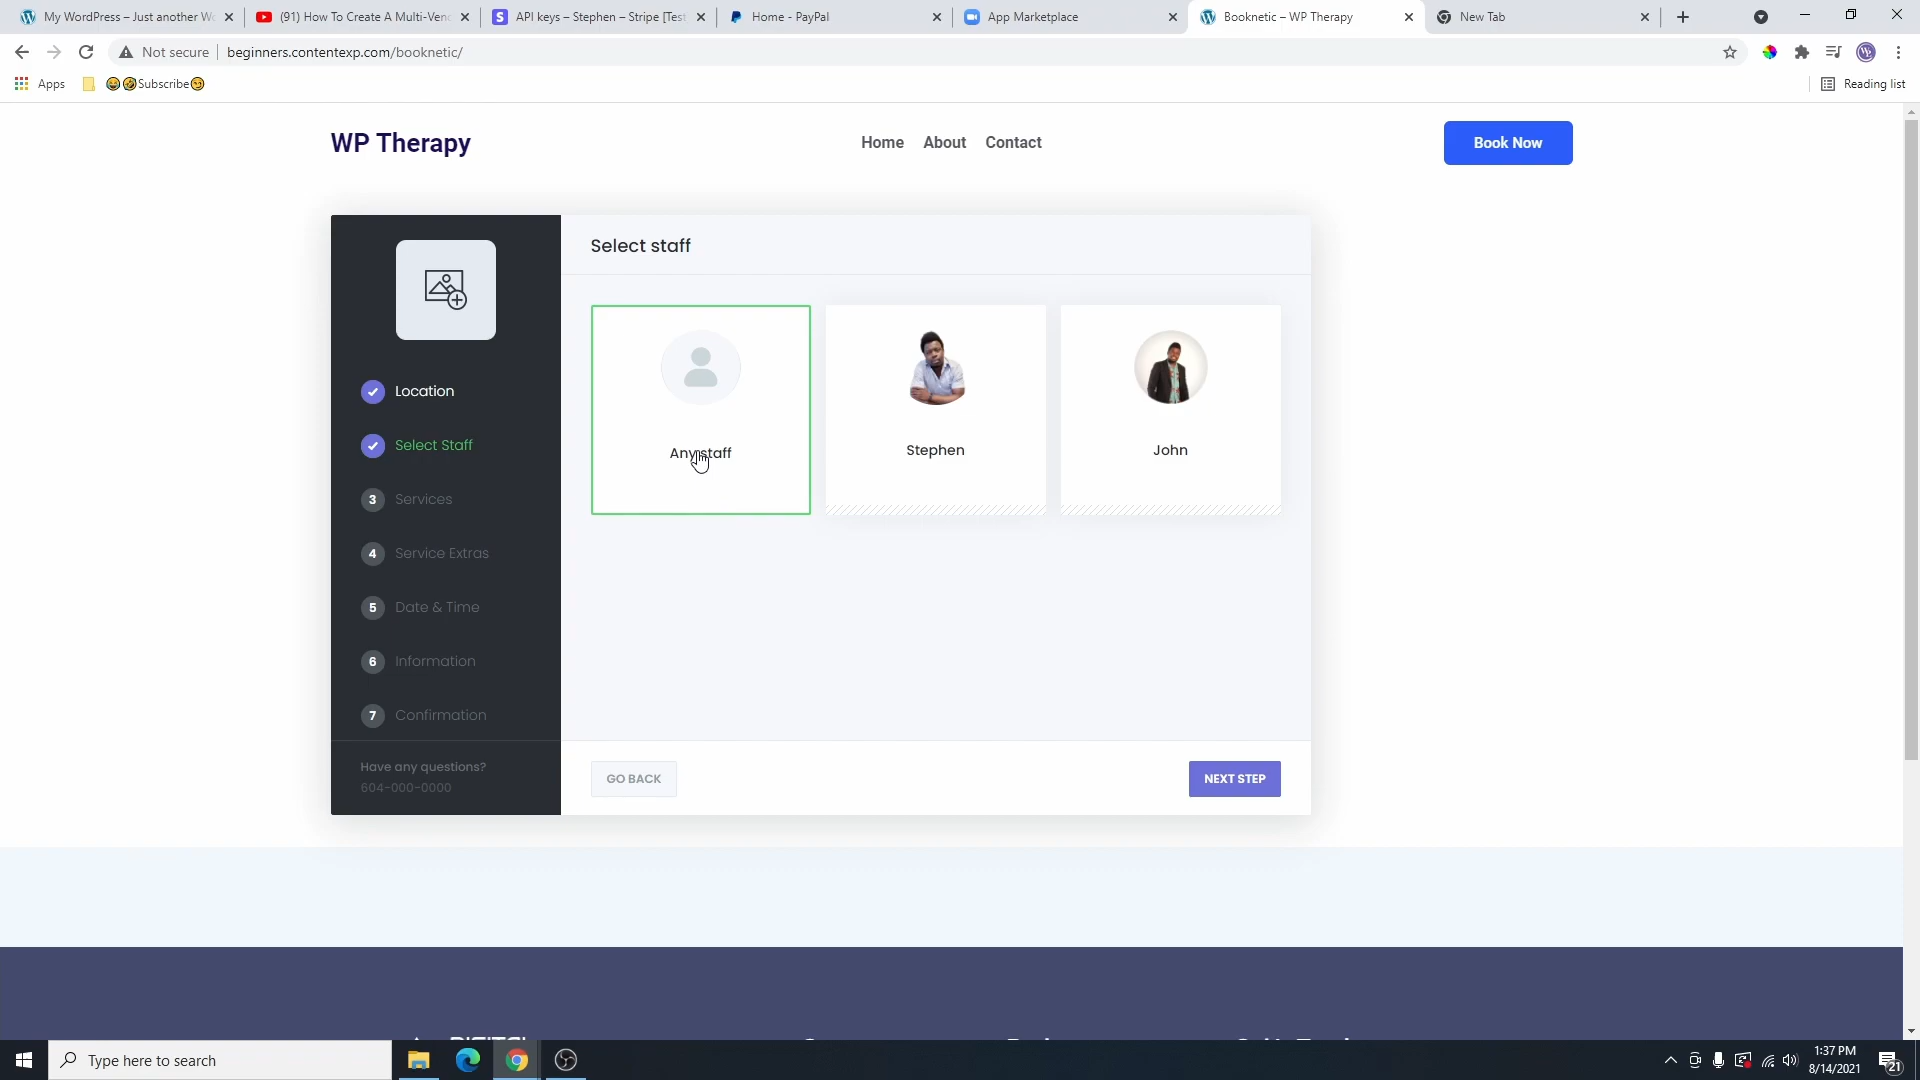 My WordPress – Just another Wo
(91) How To Create A Multi-Vend
API keys – Stephen – Stripe [Test
Home - PayPal
App Marketplace
Booknetic – WP Therapy
New Tab
Not secure
beginners.contentexp.com/booknetic/
Apps
😂🤣Subscribe😊
Reading list
WP Therapy
Home
About
Contact
Book Now
Select staff
Location
Select Staff
3 Services
4 Service Extras
5 Date & Time
6 Information
7 Confirmation
Any staff
Stephen
John
Have any questions?
604-000-0000
GO BACK
NEXT STEP
Type here to search
1:37 PM
8/14/2021
21